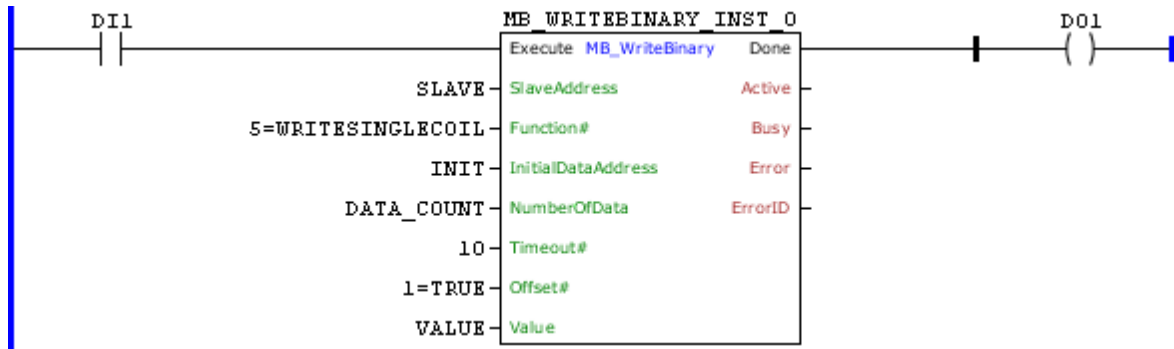 DI1 MB_WRITEBINARY_INST_0 DO1
Execute MB_WriteBinary Done
SLAVE SlaveAddress Active
5=WRITESINGLECOIL Function# Busy
INIT InitialDataAddress Error
DATA_COUNT NumberOfData ErrorID
10 Timeout#
1=TRUE Offset#
VALUE Value